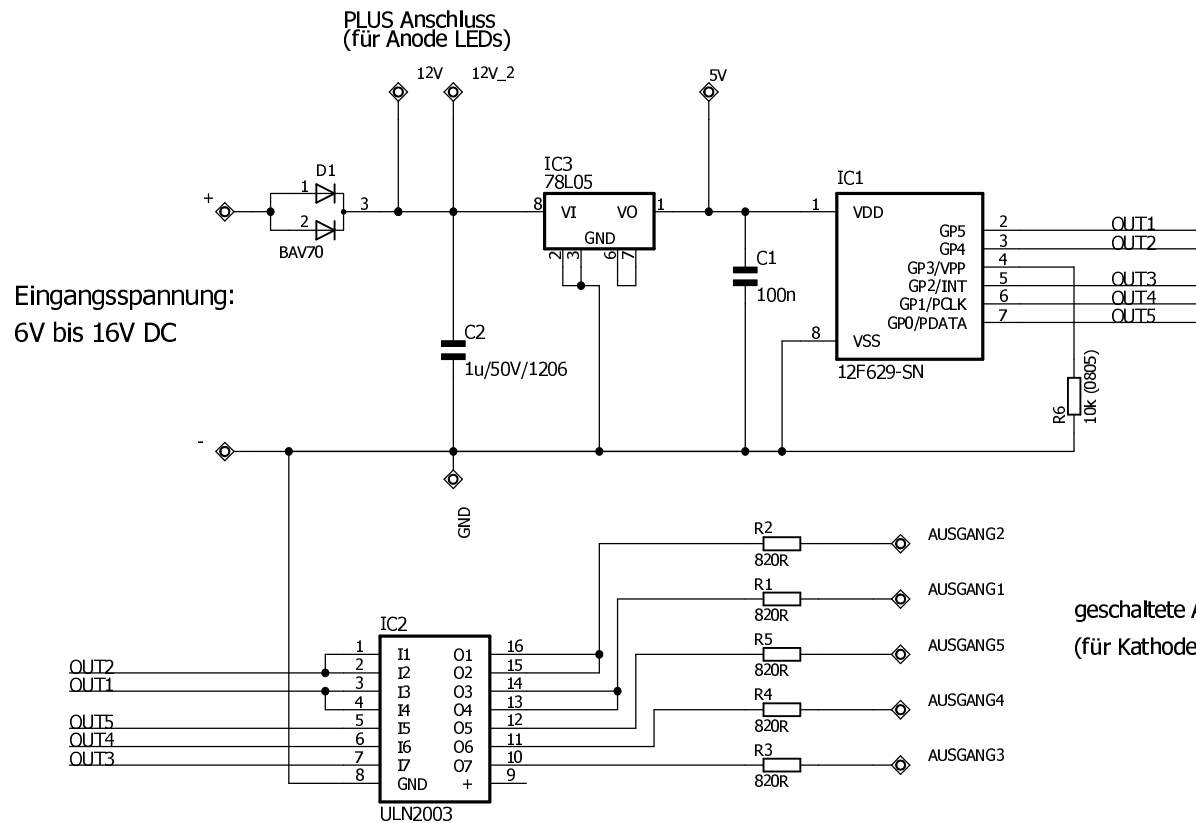 PLUS Anschluss
(für Anode LEDs)
12V 12V_2 5V
D1
+ 1 2 3
BAV70
IC3
78L05
8 VI VO 1
GND
2 3 6 7
IC1
1 VDD
GP5 2 OUT1
GP4 3 OUT2
GP3/VPP 4
GP2/INT 5 OUT3
GP1/PCLK 6 OUT4
GP0/PDATA 7 OUT5
8 VSS
12F629-SN
C1
100n
Eingangsspannung:
6V bis 16V DC
C2
1u/50V/1206
R6
10k (0805)
-
GND
R2
820R
AUSGANG2
R1
820R
AUSGANG1
R5
820R
AUSGANG5
R4
820R
AUSGANG4
R3
820R
AUSGANG3
geschaltete A
(für Kathode
IC2
1 I1 O1 16
OUT2 2 I2 O2 15
OUT1 3 I3 O3 14
4 I4 O4 13
OUT5 5 I5 O5 12
OUT4 6 I6 O6 11
OUT3 7 I7 O7 10
8 GND + 9
ULN2003